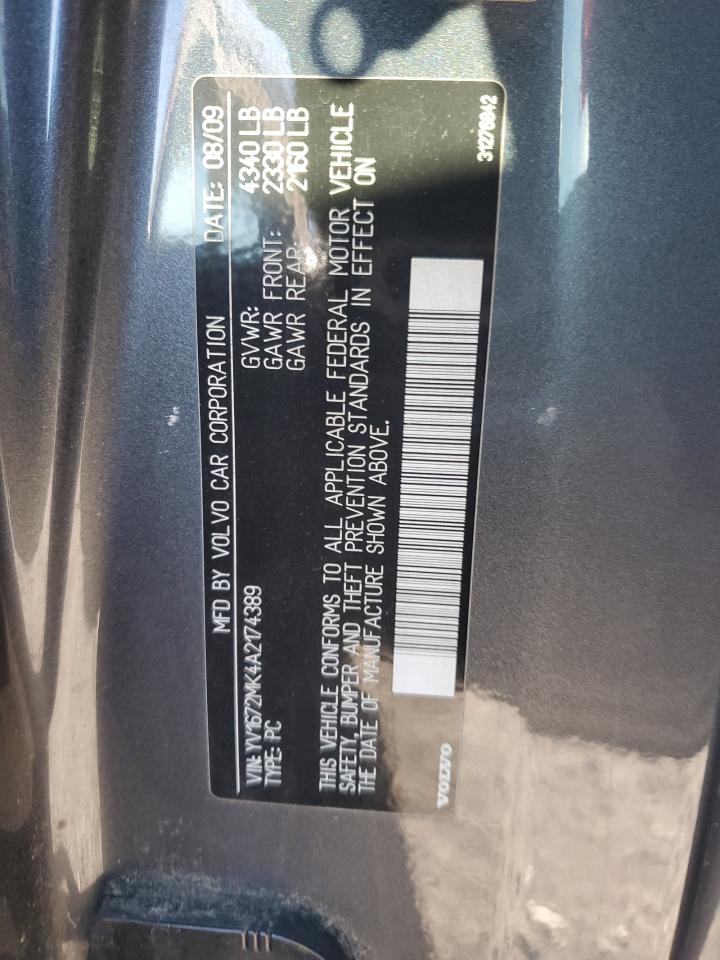 MFD BY VOLVO CAR CORPORATION DATE: 08/09
GVWR: 4340 LB
GAWR FRONT: 2330 LB
GAWR REAR: 2160 LB
VIN: YV1672MK4A2174389
TYPE: PC
THIS VEHICLE CONFORMS TO ALL APPLICABLE FEDERAL MOTOR VEHICLE
SAFETY, BUMPER AND THEFT PREVENTION STANDARDS IN EFFECT ON
THE DATE OF MANUFACTURE SHOWN ABOVE.
VOLVO
31276942